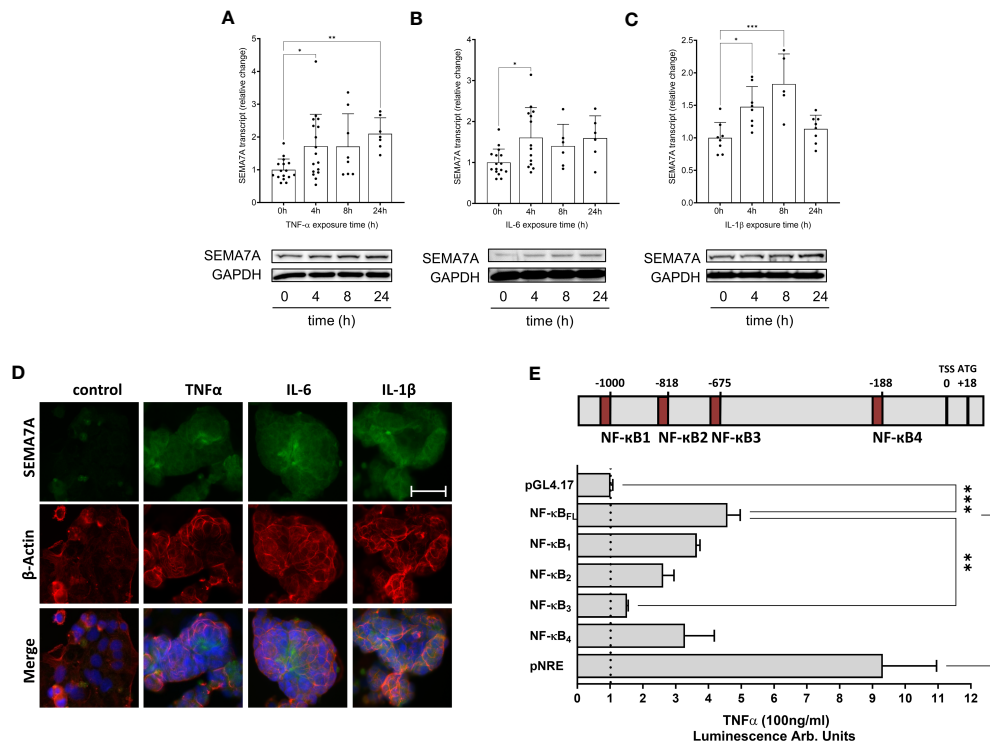 A
SEMA7A transcript (relative change)
5
4
3
2
1
0
*
**
0h 4h 8h 24h
TNF-α exposure time (h)
SEMA7A
GAPDH
0 4 8 24
time (h)
B
SEMA7A transcript (relative change)
4
3
2
1
0
*
0h 4h 8h 24h
IL-6 exposure time (h)
SEMA7A
GAPDH
0 4 8 24
time (h)
C
SEMA7A transcript (relative change)
2.5
2.0
1.5
1.0
0.5
0.0
*
***
0h 4h 8h 24h
IL-1β exposure time (h)
SEMA7A
GAPDH
0 4 8 24
time (h)
D
control TNFα IL-6 IL-1β
SEMA7A
β-Actin
Merge
E
TSS ATG
-1000 -818 -675 -188 0 +18
NF-κB1 NF-κB2 NF-κB3 NF-κB4
pGL4.17
NF-κBFL
NF-κB1
NF-κB2
NF-κB3
NF-κB4
pNRE
***
**
0 1 2 3 4 5 6 7 8 9 10 11 12
TNFα (100ng/ml)
Luminescence Arb. Units